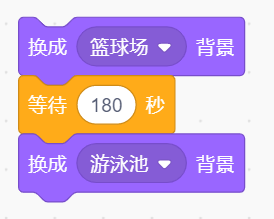 换成 篮球场 背景
等待 180 秒
换成 游泳池 背景